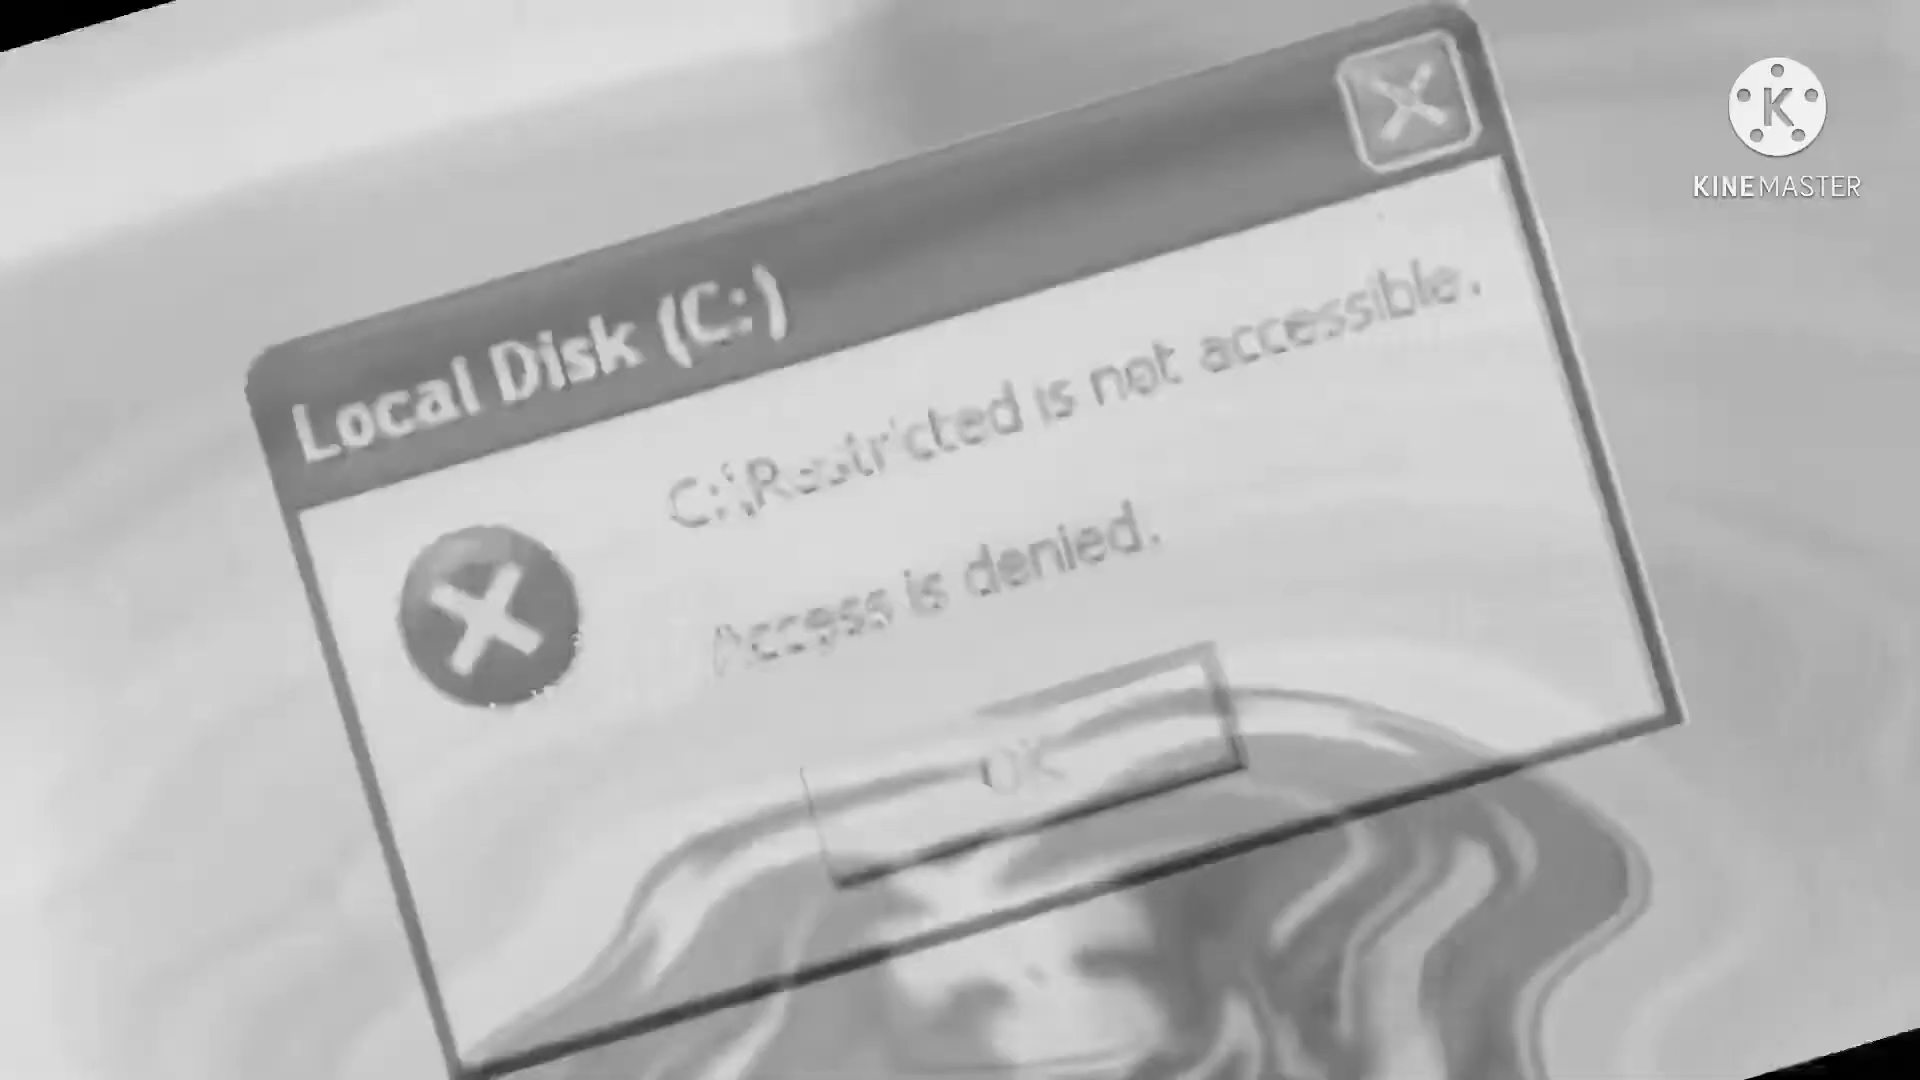 K
KINEMASTER
Local Disk (C:)
C:\Restricted is not accessible.
Access is denied.
OK